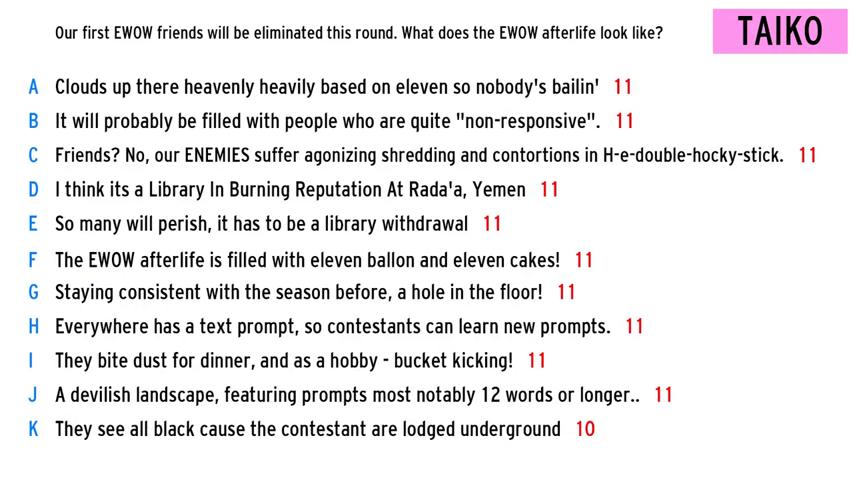 Our first EWOW friends will be eliminated this round. What does the EWOW afterlife look like?
TAIKO
A Clouds up there heavenly heavily based on eleven so nobody's bailin' 11
B It will probably be filled with people who are quite "non-responsive". 11
C Friends? No, our ENEMIES suffer agonizing shredding and contortions in H-e-double-hocky-stick. 11
D I think its a Library In Burning Reputation At Rada'a, Yemen 11
E So many will perish, it has to be a library withdrawal 11
F The EWOW afterlife is filled with eleven ballon and eleven cakes! 11
G Staying consistent with the season before, a hole in the floor! 11
H Everywhere has a text prompt, so contestants can learn new prompts. 11
I They bite dust for dinner, and as a hobby - bucket kicking! 11
J A devilish landscape, featuring prompts most notably 12 words or longer.. 11
K They see all black cause the contestant are lodged underground 10